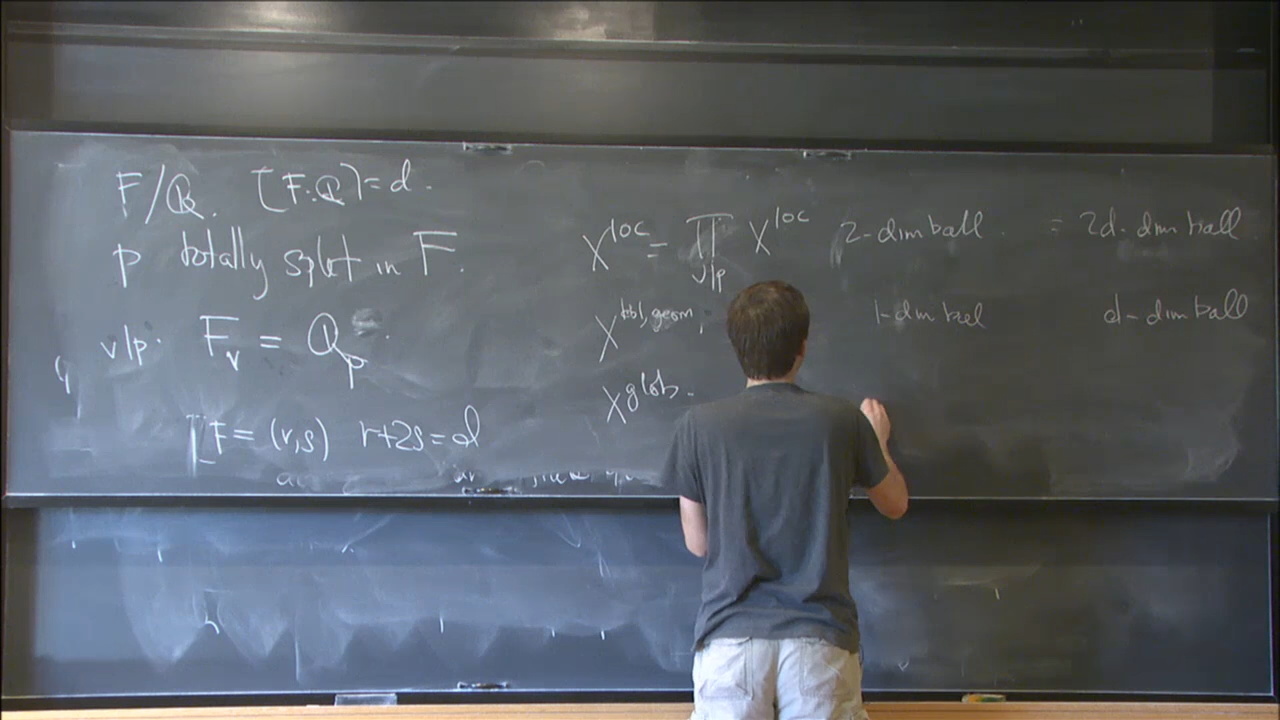 F/Q. [F:Q)=d.
p totally split in F.
v|p. F_v = Q_p
[F=(r,s) r+2s=d
X^loc = ∏_{v|p} X^loc 2-dim ball. = 2d-dim ball.
X^{loc,geom}. 1-dim ball d-dim ball
X^glob.